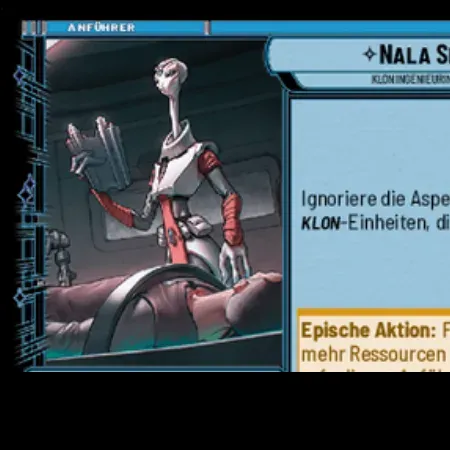 ANFÜHRER
NALA S
KLONINGENIEURIN
Ignoriere die Aspe
KLON-Einheiten, di
Epische Aktion: F
mehr Ressourcen